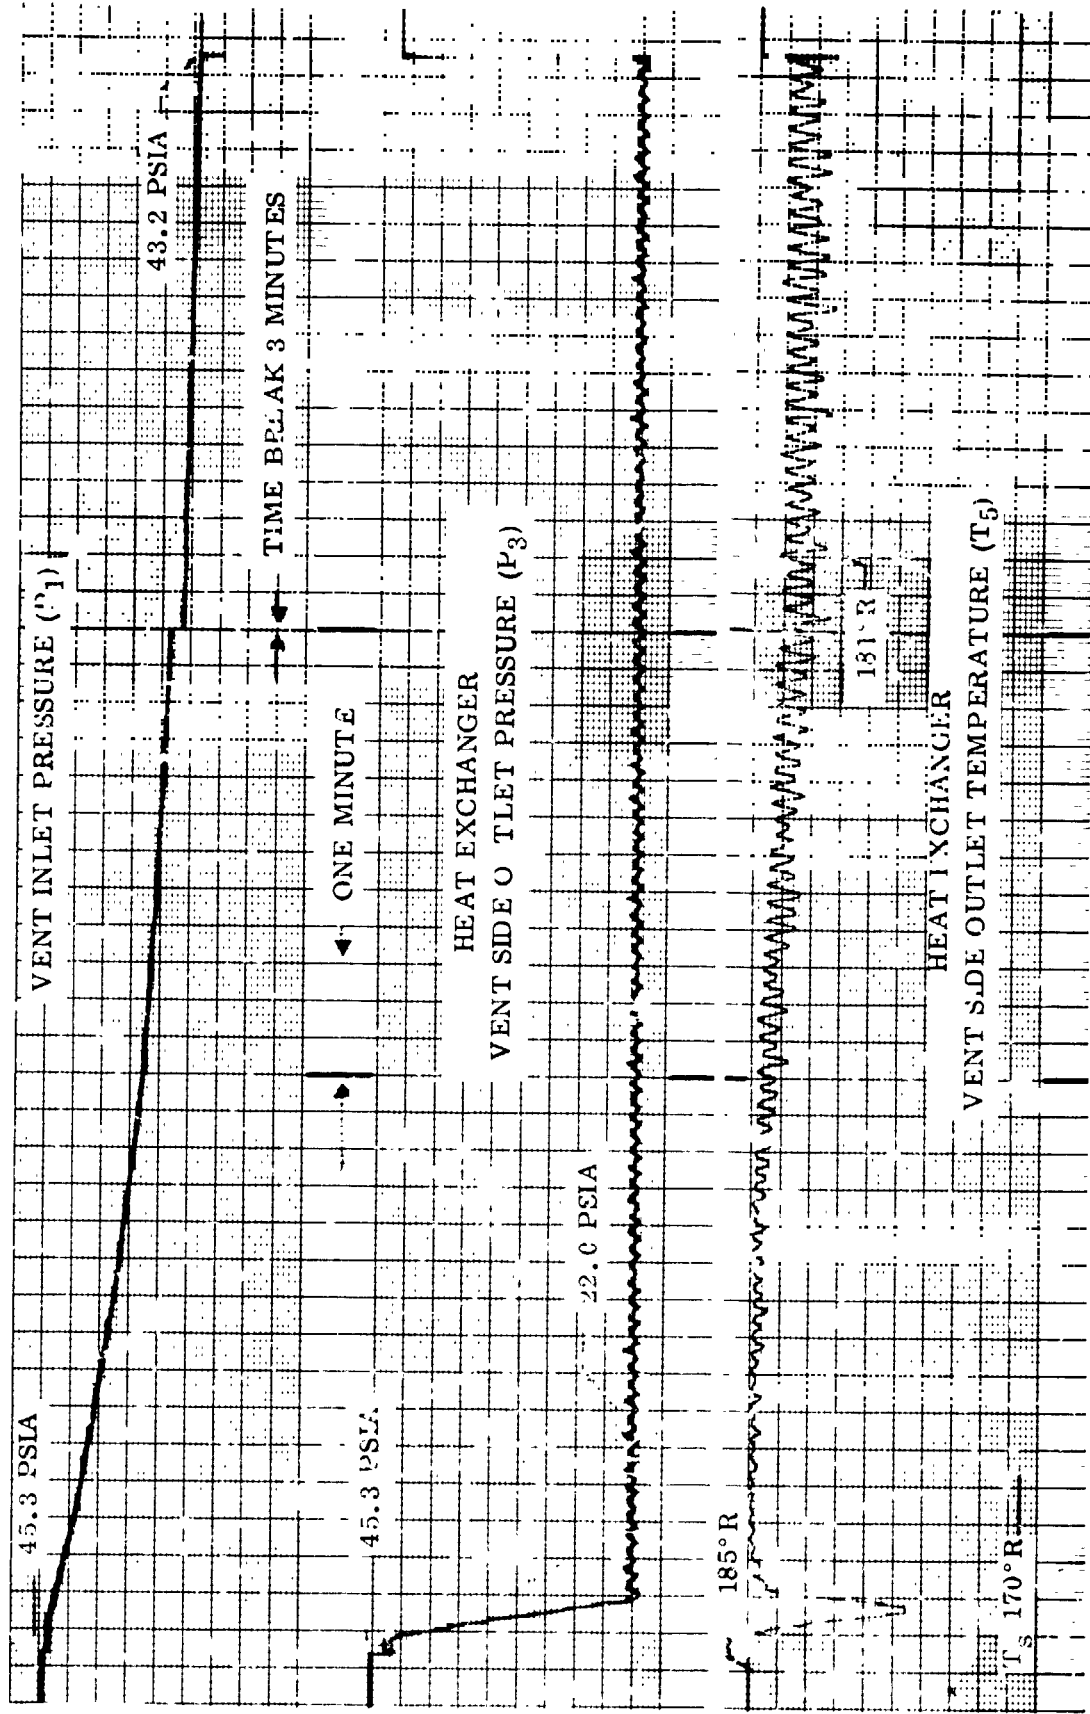 45.3 PSIA
VENT INLET PRESSURE (P1)
43.2 PSIA
TIME BREAK 3 MINUTES
ONE MINUTE
45.3 PSIA
HEAT EXCHANGER
VENT SIDE O TLET PRESSURE (P3)
22.0 PSIA
185°R
181°R
HEAT EXCHANGER
VENT SIDE OUTLET TEMPERATURE (T5)
Ts 170°R